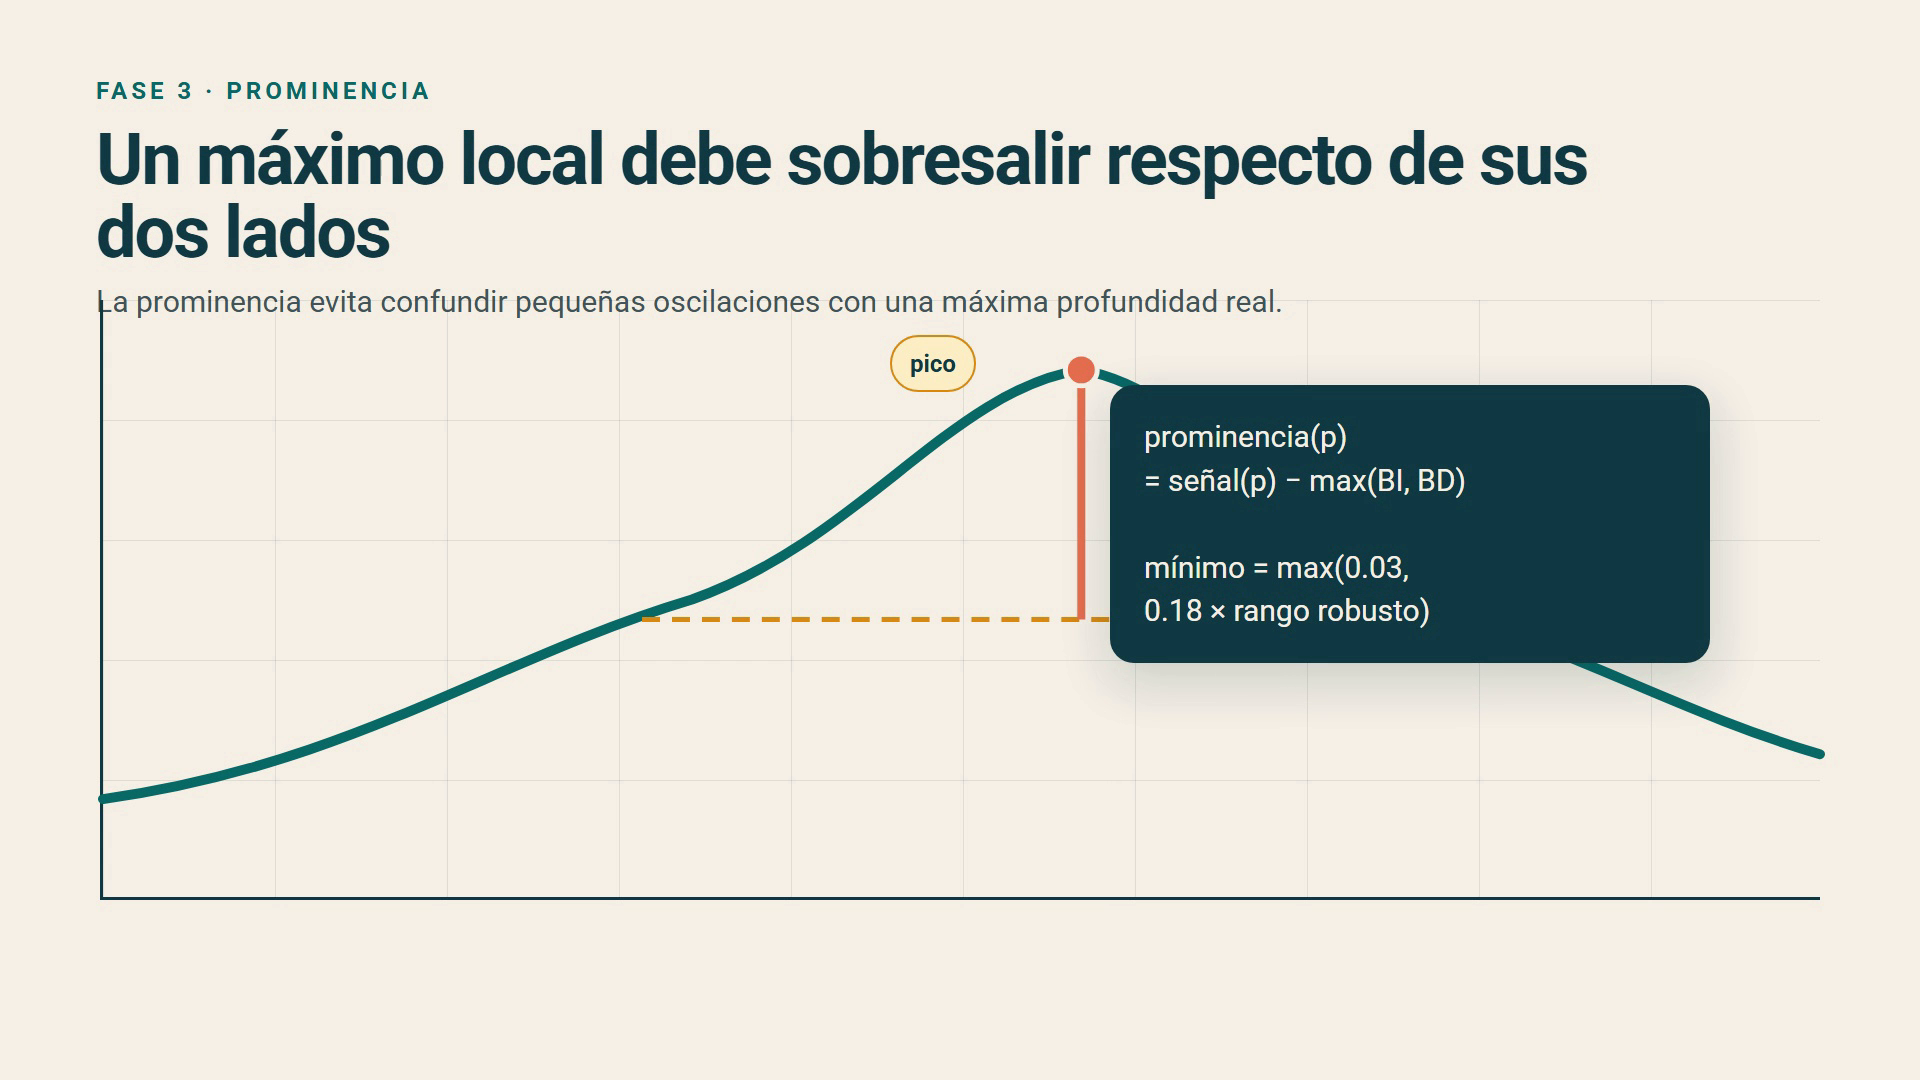 FASE 3 · PROMINENCIA
Un máximo local debe sobresalir respecto de sus
dos lados
La prominencia evita confundir pequeñas oscilaciones con una máxima profundidad real.
pico
prominencia(p)
= señal(p) − max(BI, BD)
mínimo = max(0.03,
0.18 × rango robusto)